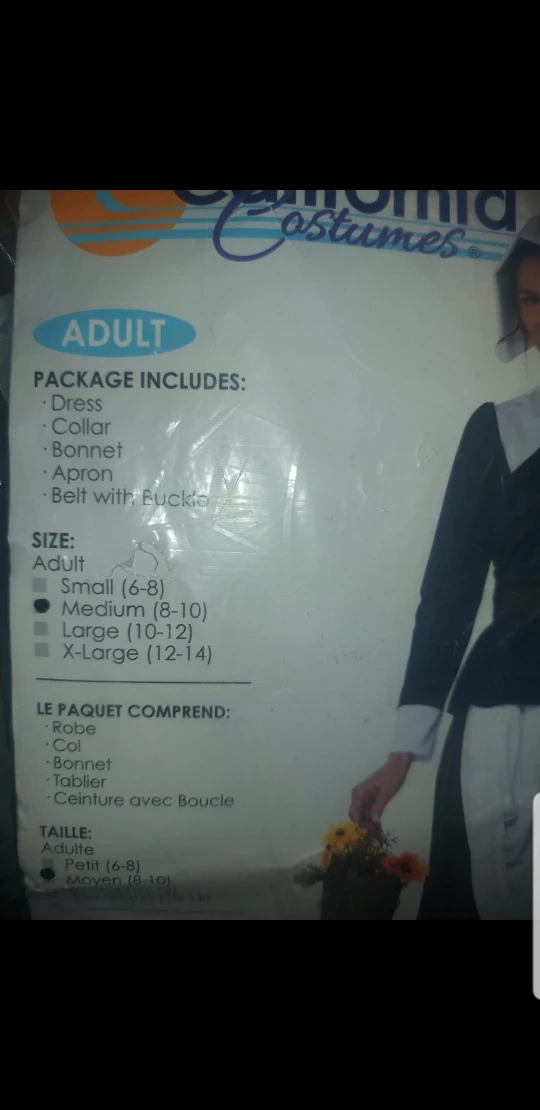 California
Costumes®
ADULT
PACKAGE INCLUDES:
· Dress
· Collar
· Bonnet
· Apron
· Belt with Buckle
SIZE:
Adult
Small (6-8)
Medium (8-10)
Large (10-12)
X-Large (12-14)
LE PAQUET COMPREND:
· Robe
· Col
· Bonnet
· Tablier
· Ceinture avec Boucle
TAILLE:
Adulte
Petit (6-8)
Moyen (8-10)